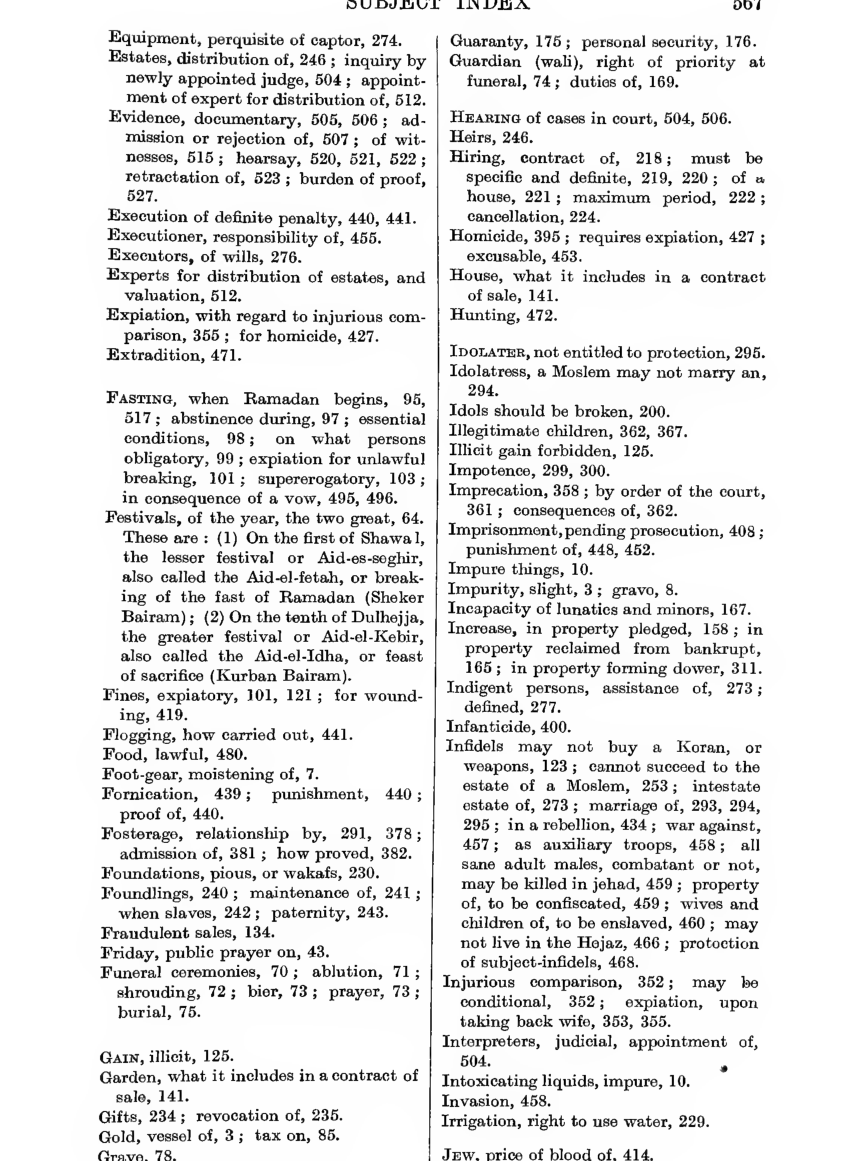 SUBJECT INDEX 567
Equipment, perquisite of captor, 274.
Estates, distribution of, 246 ; inquiry by
newly appointed judge, 504 ; appoint-
ment of expert for distribution of, 512.
Evidence, documentary, 505, 506 ; ad-
mission or rejection of, 507 ; of wit-
nesses, 515 ; hearsay, 520, 521, 522 ;
retractation of, 523 ; burden of proof,
527.
Execution of definite penalty, 440, 441.
Executioner, responsibility of, 455.
Executors, of wills, 276.
Experts for distribution of estates, and
valuation, 512.
Expiation, with regard to injurious com-
parison, 355 ; for homicide, 427.
Extradition, 471.
FASTING, when Ramadan begins, 95,
517 ; abstinence during, 97 ; essential
conditions, 98 ; on what persons
obligatory, 99 ; expiation for unlawful
breaking, 101 ; supererogatory, 103 ;
in consequence of a vow, 495, 496.
Festivals, of the year, the two great, 64.
These are : (1) On the first of Shawal,
the lesser festival or Aid-es-seghir,
also called the Aid-el-fetah, or break-
ing of the fast of Ramadan (Sheker
Bairam) ; (2) On the tenth of Dulhejja,
the greater festival or Aid-el-Kebir,
also called the Aid-el-Idha, or feast
of sacrifice (Kurban Bairam).
Fines, expiatory, 101, 121 ; for wound-
ing, 419.
Flogging, how carried out, 441.
Food, lawful, 480.
Foot-gear, moistening of, 7.
Fornication, 439 ; punishment, 440 ;
proof of, 440.
Fosterage, relationship by, 291, 378 ;
admission of, 381 ; how proved, 382.
Foundations, pious, or wakafs, 230.
Foundlings, 240 ; maintenance of, 241 ;
when slaves, 242 ; paternity, 243.
Fraudulent sales, 134.
Friday, public prayer on, 43.
Funeral ceremonies, 70 ; ablution, 71 ;
shrouding, 72 ; bier, 73 ; prayer, 73 ;
burial, 75.
GAIN, illicit, 125.
Garden, what it includes in a contract of
sale, 141.
Gifts, 234 ; revocation of, 235.
Gold, vessel of, 3 ; tax on, 85.
Grave, 78.
Guaranty, 175 ; personal security, 176.
Guardian (wali), right of priority at
funeral, 74 ; duties of, 169.
HEARING of cases in court, 504, 506.
Heirs, 246.
Hiring, contract of, 218 ; must be
specific and definite, 219, 220 ; of a
house, 221 ; maximum period, 222 ;
cancellation, 224.
Homicide, 395 ; requires expiation, 427 ;
excusable, 453.
House, what it includes in a contract
of sale, 141.
Hunting, 472.
IDOLATER, not entitled to protection, 295.
Idolatress, a Moslem may not marry an,
294.
Idols should be broken, 200.
Illegitimate children, 362, 367.
Illicit gain forbidden, 125.
Impotence, 299, 300.
Imprecation, 358 ; by order of the court,
361 ; consequences of, 362.
Imprisonment, pending prosecution, 408 ;
punishment of, 448, 452.
Impure things, 10.
Impurity, slight, 3 ; grave, 8.
Incapacity of lunatics and minors, 167.
Increase, in property pledged, 158 ; in
property reclaimed from bankrupt,
165 ; in property forming dower, 311.
Indigent persons, assistance of, 273 ;
defined, 277.
Infanticide, 400.
Infidels may not buy a Koran, or
weapons, 123 ; cannot succeed to the
estate of a Moslem, 253 ; intestate
estate of, 273 ; marriage of, 293, 294,
295 ; in a rebellion, 434 ; war against,
457 ; as auxiliary troops, 458 ; all
sane adult males, combatant or not,
may be killed in jehad, 459 ; property
of, to be confiscated, 459 ; wives and
children of, to be enslaved, 460 ; may
not live in the Hejaz, 466 ; protection
of subject-infidels, 468.
Injurious comparison, 352 ; may be
conditional, 352 ; expiation, upon
taking back wife, 353, 355.
Interpreters, judicial, appointment of,
504.
Intoxicating liquids, impure, 10.
Invasion, 458.
Irrigation, right to use water, 229.
JEW, price of blood of, 414.